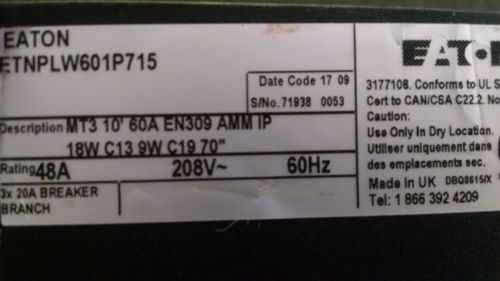 EATON
ETNPLW601P715
Date Code 17 09
S/No. 71938 0053
Description MT3 10' 60A EN309 AMM IP
18W C13 9W C19 70"
Rating 48A 208V~ 60Hz
3x 20A BREAKER
BRANCH
EATON
3177108. Conforms to UL S
Cert to CAN/CSA C22.2. No
Caution:
Use Only In Dry Location.
Utiliser uniquement dans
des emplacements sec.
Made In UK DBQ8615/X
Tel: 1 866 392 4209